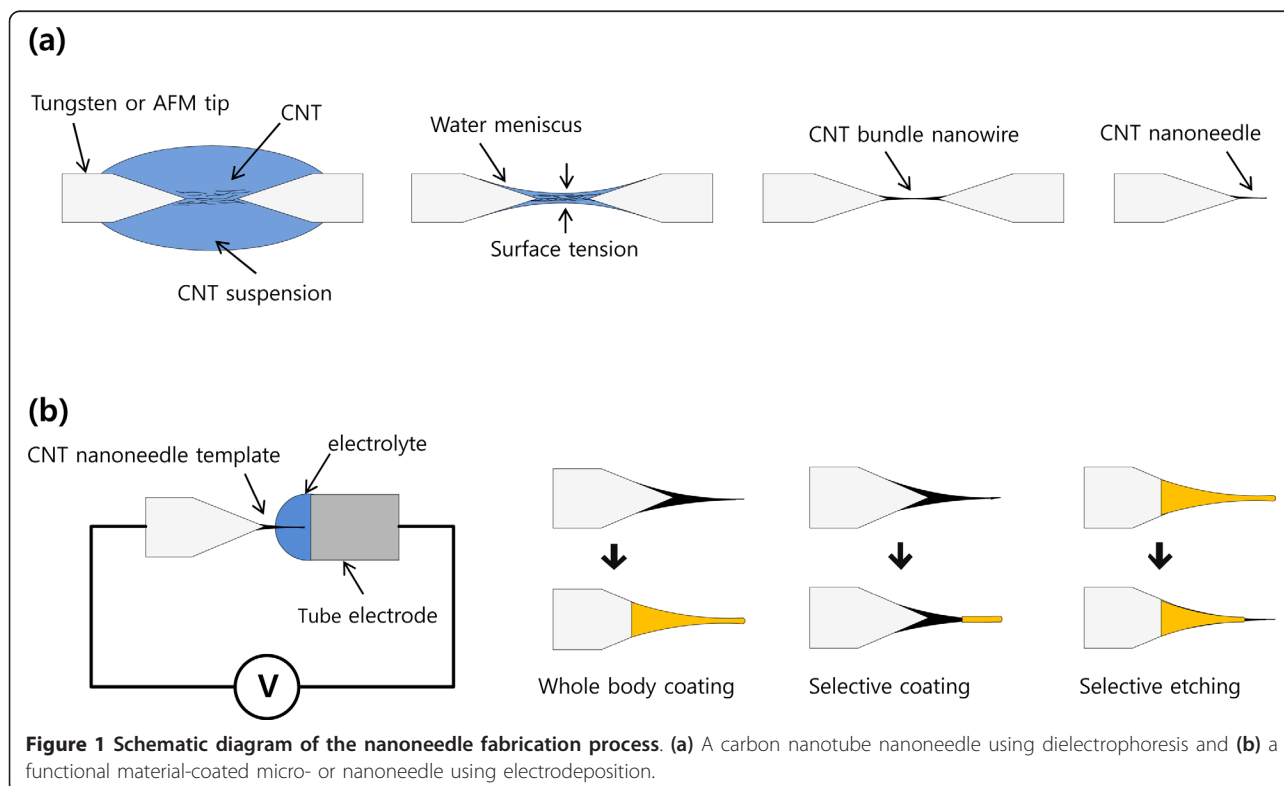 (a)
Tungsten or AFM tip
CNT
CNT suspension
Water meniscus
Surface tension
CNT bundle nanowire
CNT nanoneedle
(b)
CNT nanoneedle template
electrolyte
Tube electrode
V
Whole body coating
Selective coating
Selective etching
Figure 1 Schematic diagram of the nanoneedle fabrication process. (a) A carbon nanotube nanoneedle using dielectrophoresis and (b) a
functional material-coated micro- or nanoneedle using electrodeposition.